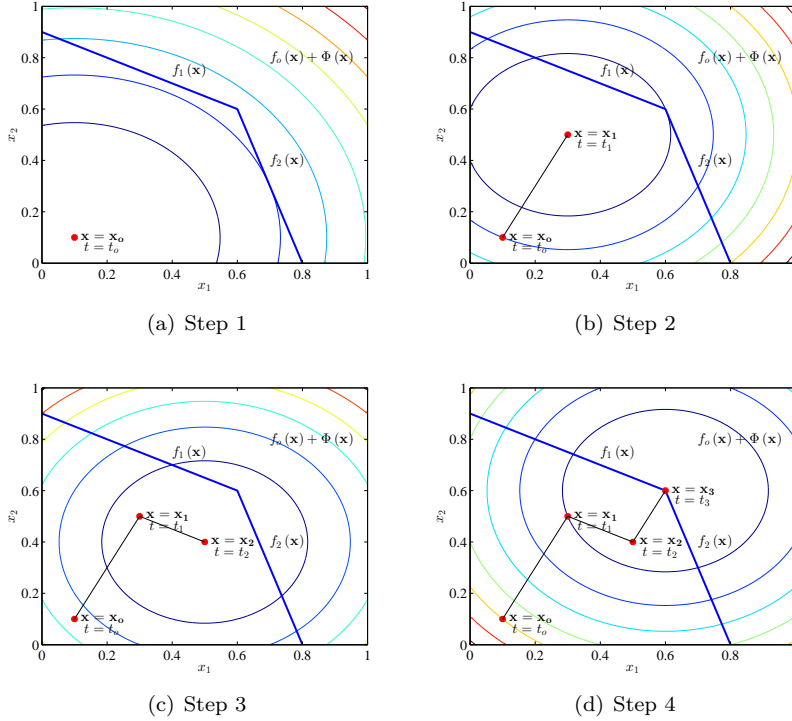 1
0.8
0.6
0.4
0.2
0
0 0.2 0.4 0.6 0.8 1
x₂
x₁
f₁ (x)
fₒ (x) + Φ (x)
f₂ (x)
x = xₒ
t = tₒ
(a) Step 1
1
0.8
0.6
0.4
0.2
0
0 0.2 0.4 0.6 0.8
x₂
x₁
f₁ (x)
fₒ (x) + Φ (x)
x = x₁
t = t₁
f₂ (x)
x = xₒ
t = tₒ
(b) Step 2
1
0.8
0.6
0.4
0.2
0
0 0.2 0.4 0.6 0.8 1
x₂
x₁
f₁ (x)
fₒ (x) + Φ (x)
x = x₁
t = t₁
x = x₂
t = t₂
f₂ (x)
x = xₒ
t = tₒ
(c) Step 3
1
0.8
0.6
0.4
0.2
0
0 0.2 0.4 0.6 0.8
x₂
x₁
f₁ (x)
fₒ (x) + Φ (x)
x = x₃
t = t₃
x = x₁
t = t₁
x = x₂
t = t₂
f₂ (x)
x = xₒ
t = tₒ
(d) Step 4